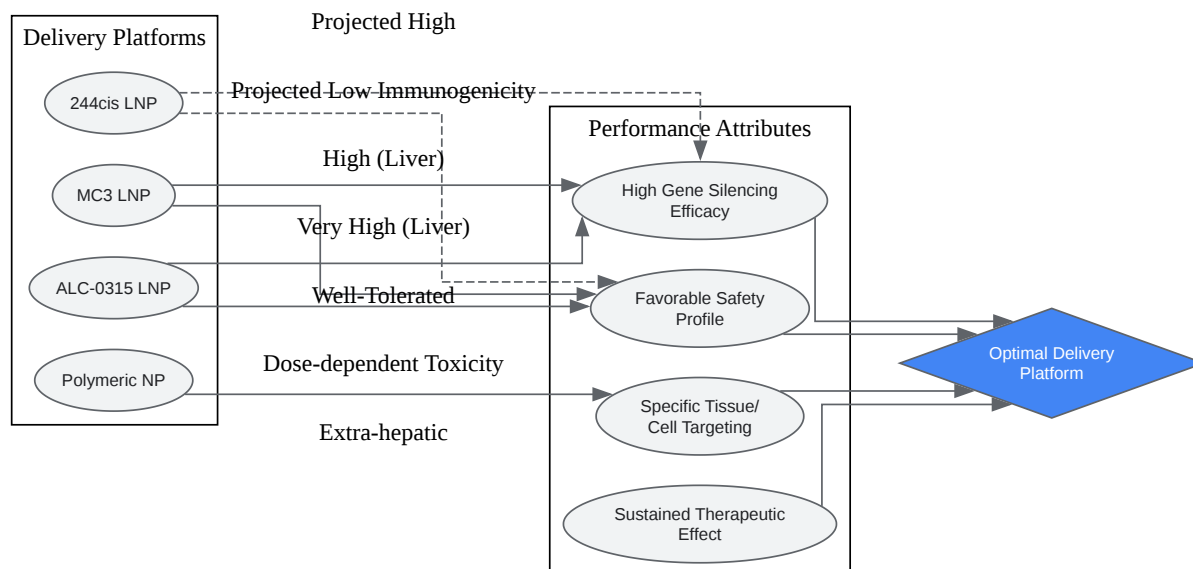 Projected High
Delivery Platforms
244cis LNP
Projected Low Immunogenicity
Performance Attributes
High (Liver)
MC3 LNP
High Gene Silencing
Efficacy
Very High (Liver)
ALC-0315 LNP
Well-Tolerated
Favorable Safety
Profile
Optimal Delivery
Platform
Dose-dependent Toxicity
Polymeric NP
Specific Tissue/
Cell Targeting
Extra-hepatic
Sustained Therapeutic
Effect